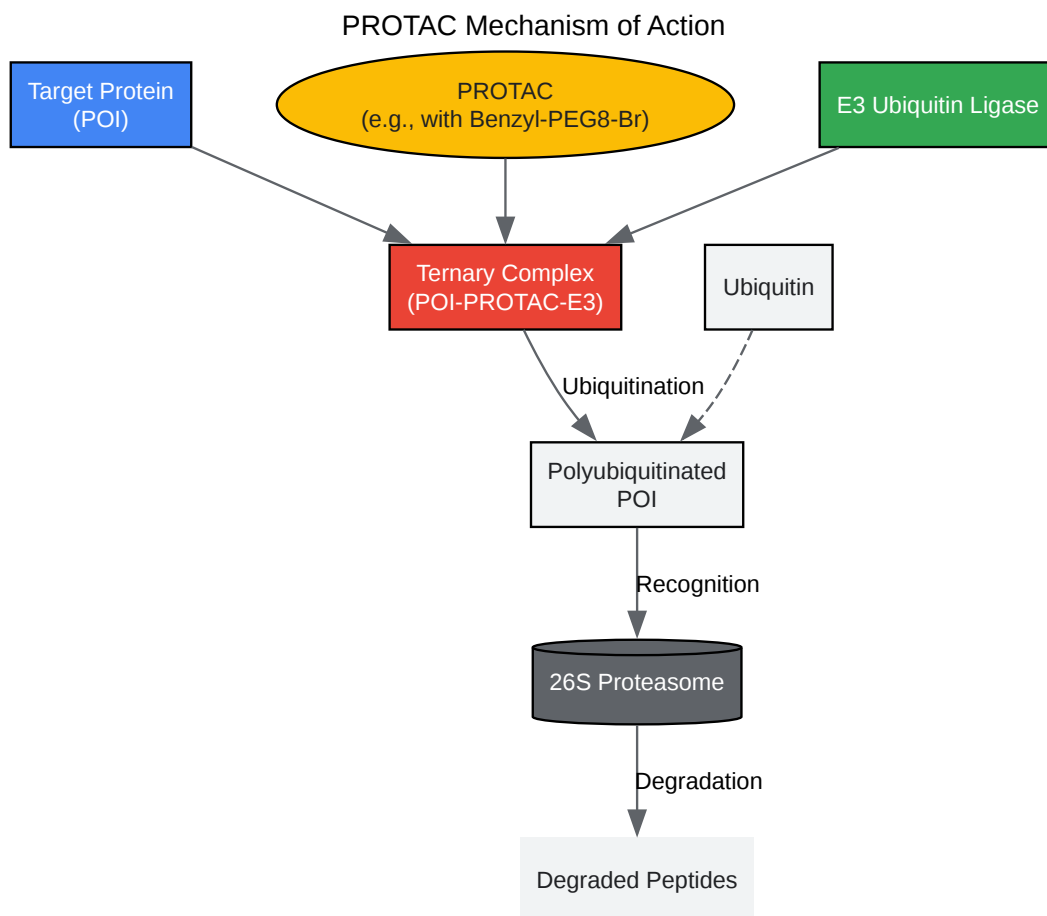 PROTAC Mechanism of Action
Target Protein
(POI)
PROTAC
(e.g., with Benzyl-PEG8-Br)
E3 Ubiquitin Ligase
Ternary Complex
(POI-PROTAC-E3)
Ubiquitin
Ubiquitination
Polyubiquitinated
POI
Recognition
26S Proteasome
Degradation
Degraded Peptides